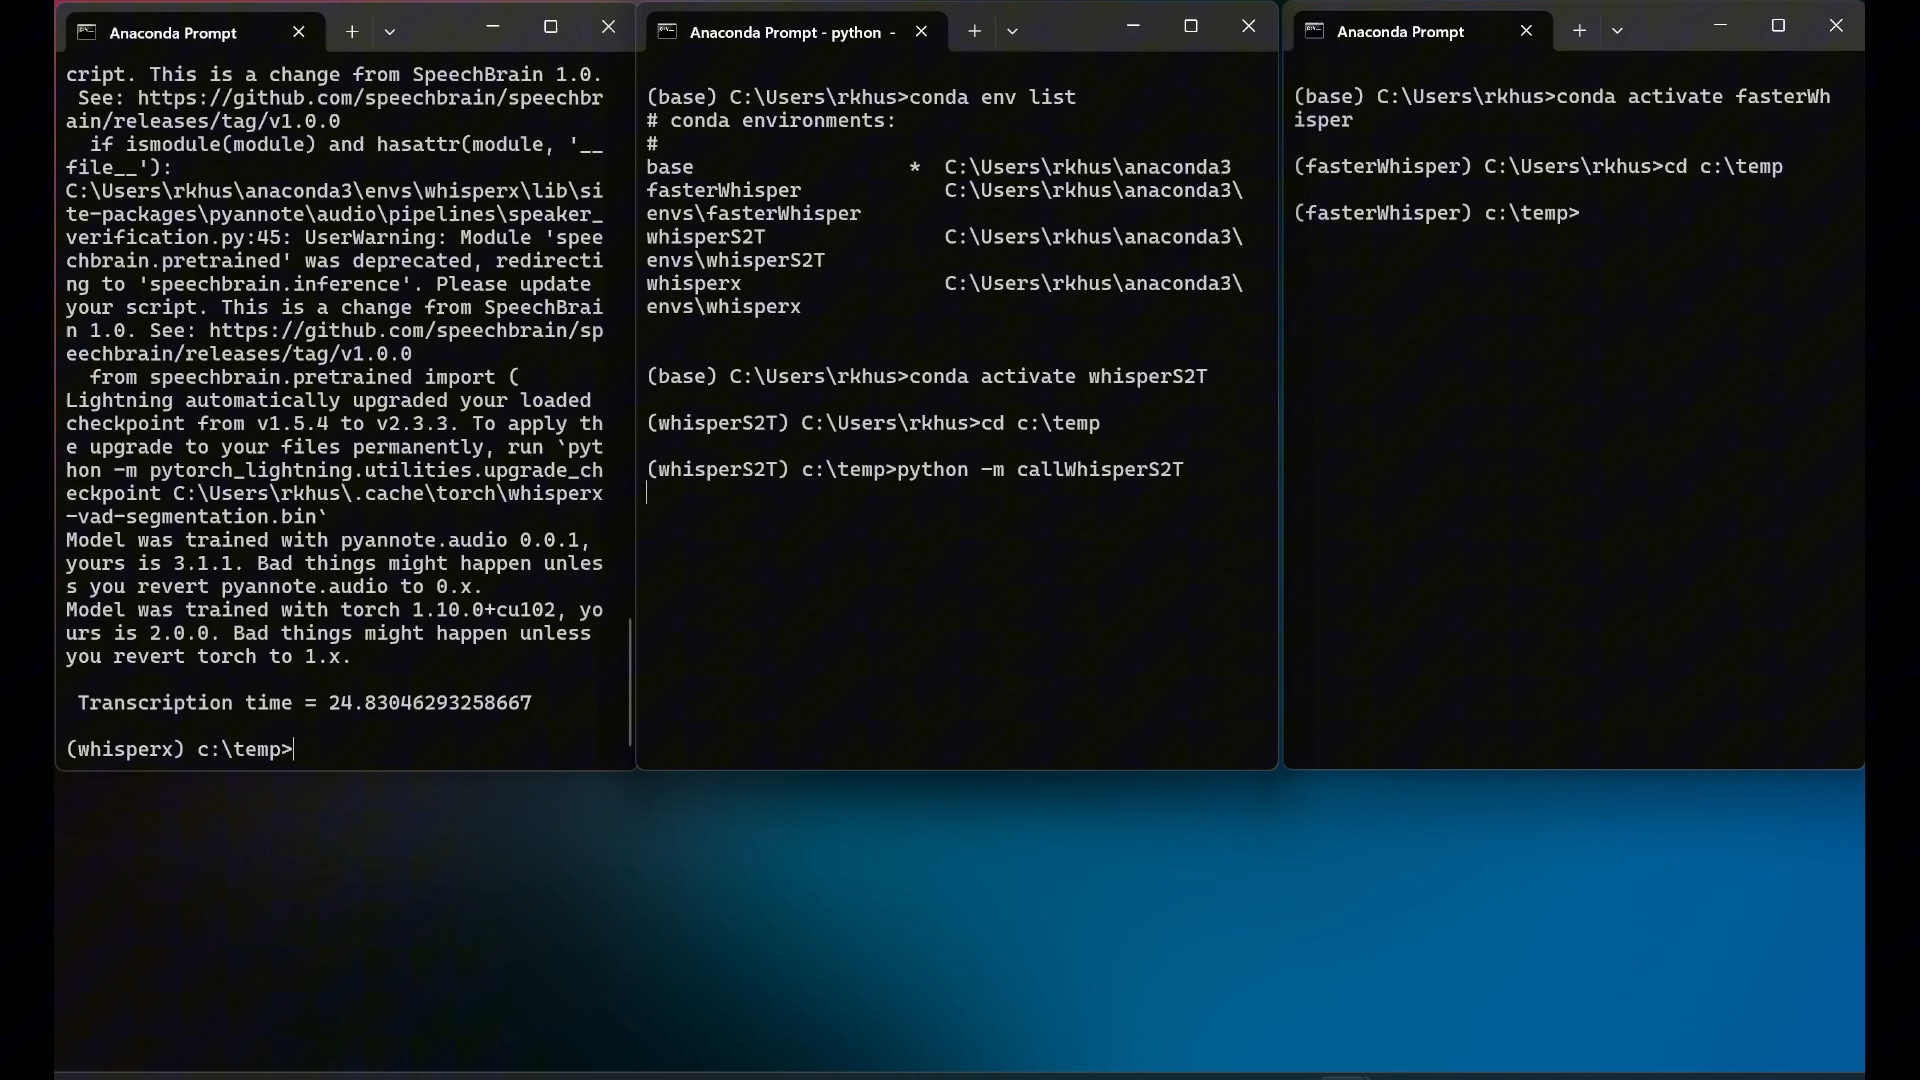 Anaconda Prompt
cript. This is a change from SpeechBrain 1.0.
See: https://github.com/speechbrain/speechbr
ain/releases/tag/v1.0.0
if ismodule(module) and hasattr(module, '__
file__'):
C:\Users\rkhus\anaconda3\envs\whisperx\lib\si
te-packages\pyannote\audio\pipelines\speaker_
verification.py:45: UserWarning: Module 'spee
chbrain.pretrained' was deprecated, redirecti
ng to 'speechbrain.inference'. Please update
your script. This is a change from SpeechBrai
n 1.0. See: https://github.com/speechbrain/sp
eechbrain/releases/tag/v1.0.0
from speechbrain.pretrained import (
Lightning automatically upgraded your loaded
checkpoint from v1.5.4 to v2.3.3. To apply th
e upgrade to your files permanently, run `pyt
hon -m pytorch_lightning.utilities.upgrade_ch
eckpoint C:\Users\rkhus\.cache\torch\whisperx
-vad-segmentation.bin`
Model was trained with pyannote.audio 0.0.1,
yours is 3.1.1. Bad things might happen unles
s you revert pyannote.audio to 0.x.
Model was trained with torch 1.10.0+cu102, yo
urs is 2.0.0. Bad things might happen unless
you revert torch to 1.x.
Transcription time = 24.83046293258667
(whisperx) c:\temp>
Anaconda Prompt - python -
(base) C:\Users\rkhus>conda env list
# conda environments:
#
base * C:\Users\rkhus\anaconda3
fasterWhisper C:\Users\rkhus\anaconda3\
envs\fasterWhisper
whisperS2T C:\Users\rkhus\anaconda3\
envs\whisperS2T
whisperx C:\Users\rkhus\anaconda3\
envs\whisperx
(base) C:\Users\rkhus>conda activate whisperS2T
(whisperS2T) C:\Users\rkhus>cd c:\temp
(whisperS2T) c:\temp>python -m callWhisperS2T
Anaconda Prompt
(base) C:\Users\rkhus>conda activate fasterWh
isper
(fasterWhisper) C:\Users\rkhus>cd c:\temp
(fasterWhisper) c:\temp>